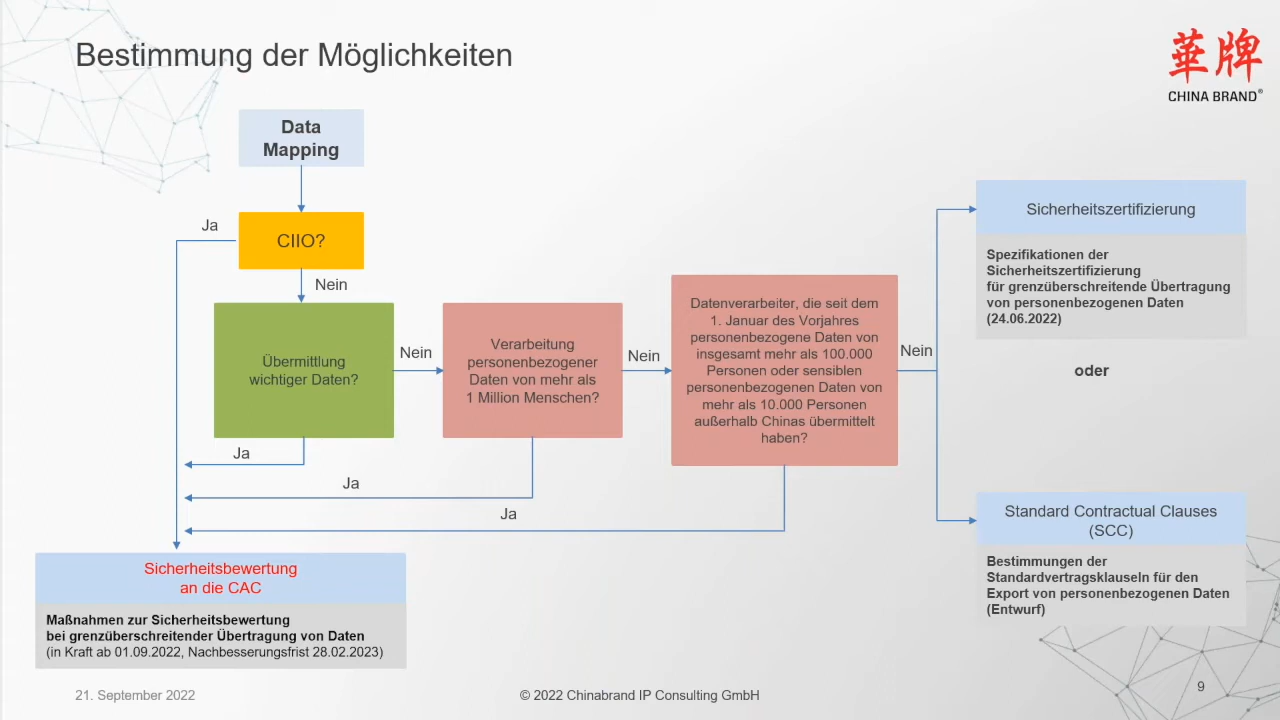 Bestimmung der Möglichkeiten
華牌
CHINA BRAND®
Data
Mapping
Ja
CIIO?
Nein
Übermittlung
wichtiger Daten?
Nein
Verarbeitung
personenbezogener
Daten von mehr als
1 Million Menschen?
Nein
Datenverarbeiter, die seit dem
1. Januar des Vorjahres
personenbezogene Daten von
insgesamt mehr als 100.000
Personen oder sensiblen
personenbezogenen Daten von
mehr als 10.000 Personen
außerhalb Chinas übermittelt
haben?
Nein
Sicherheitszertifizierung
Spezifikationen der
Sicherheitszertifizierung
für grenzüberschreitende Übertragung
von personenbezogenen Daten
(24.06.2022)
oder
Standard Contractual Clauses
(SCC)
Bestimmungen der
Standardvertragsklauseln für den
Export von personenbezogenen Daten
(Entwurf)
Ja
Ja
Ja
Sicherheitsbewertung
an die CAC
Maßnahmen zur Sicherheitsbewertung
bei grenzüberschreitender Übertragung von Daten
(in Kraft ab 01.09.2022, Nachbesserungsfrist 28.02.2023)
21. September 2022
© 2022 Chinabrand IP Consulting GmbH
9